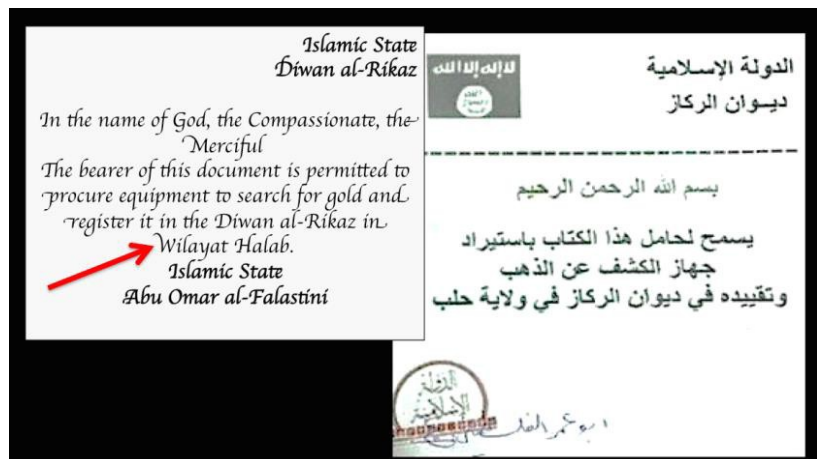 Islamic State
Diwan al-Rikaz
In the name of God, the Compassionate, the
Merciful
The bearer of this document is permitted to
procure equipment to search for gold and
register it in the Diwan al-Rikaz in
Wilayat Halab.
Islamic State
Abu Omar al-Falastini
لا إله إلا الله
الدولة الإسلامية
ديوان الركاز
بسم الله الرحمن الرحيم
يسمح لحامل هذا الكتاب باستيراد
جهاز الكشف عن الذهب
وتقييده في ديوان الركاز في ولاية حلب
الدولة
الإسلامية
ابو عمر